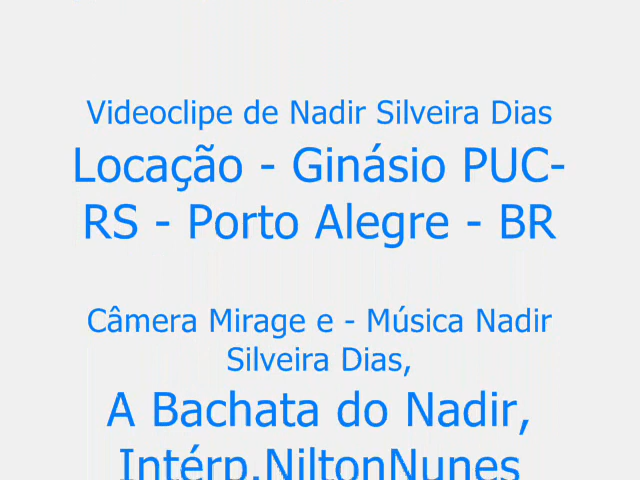 Videoclipe de Nadir Silveira Dias
Locação - Ginásio PUC-
RS - Porto Alegre - BR
Câmera Mirage e - Música Nadir
Silveira Dias,
A Bachata do Nadir,
Intérp.NiltonNunes